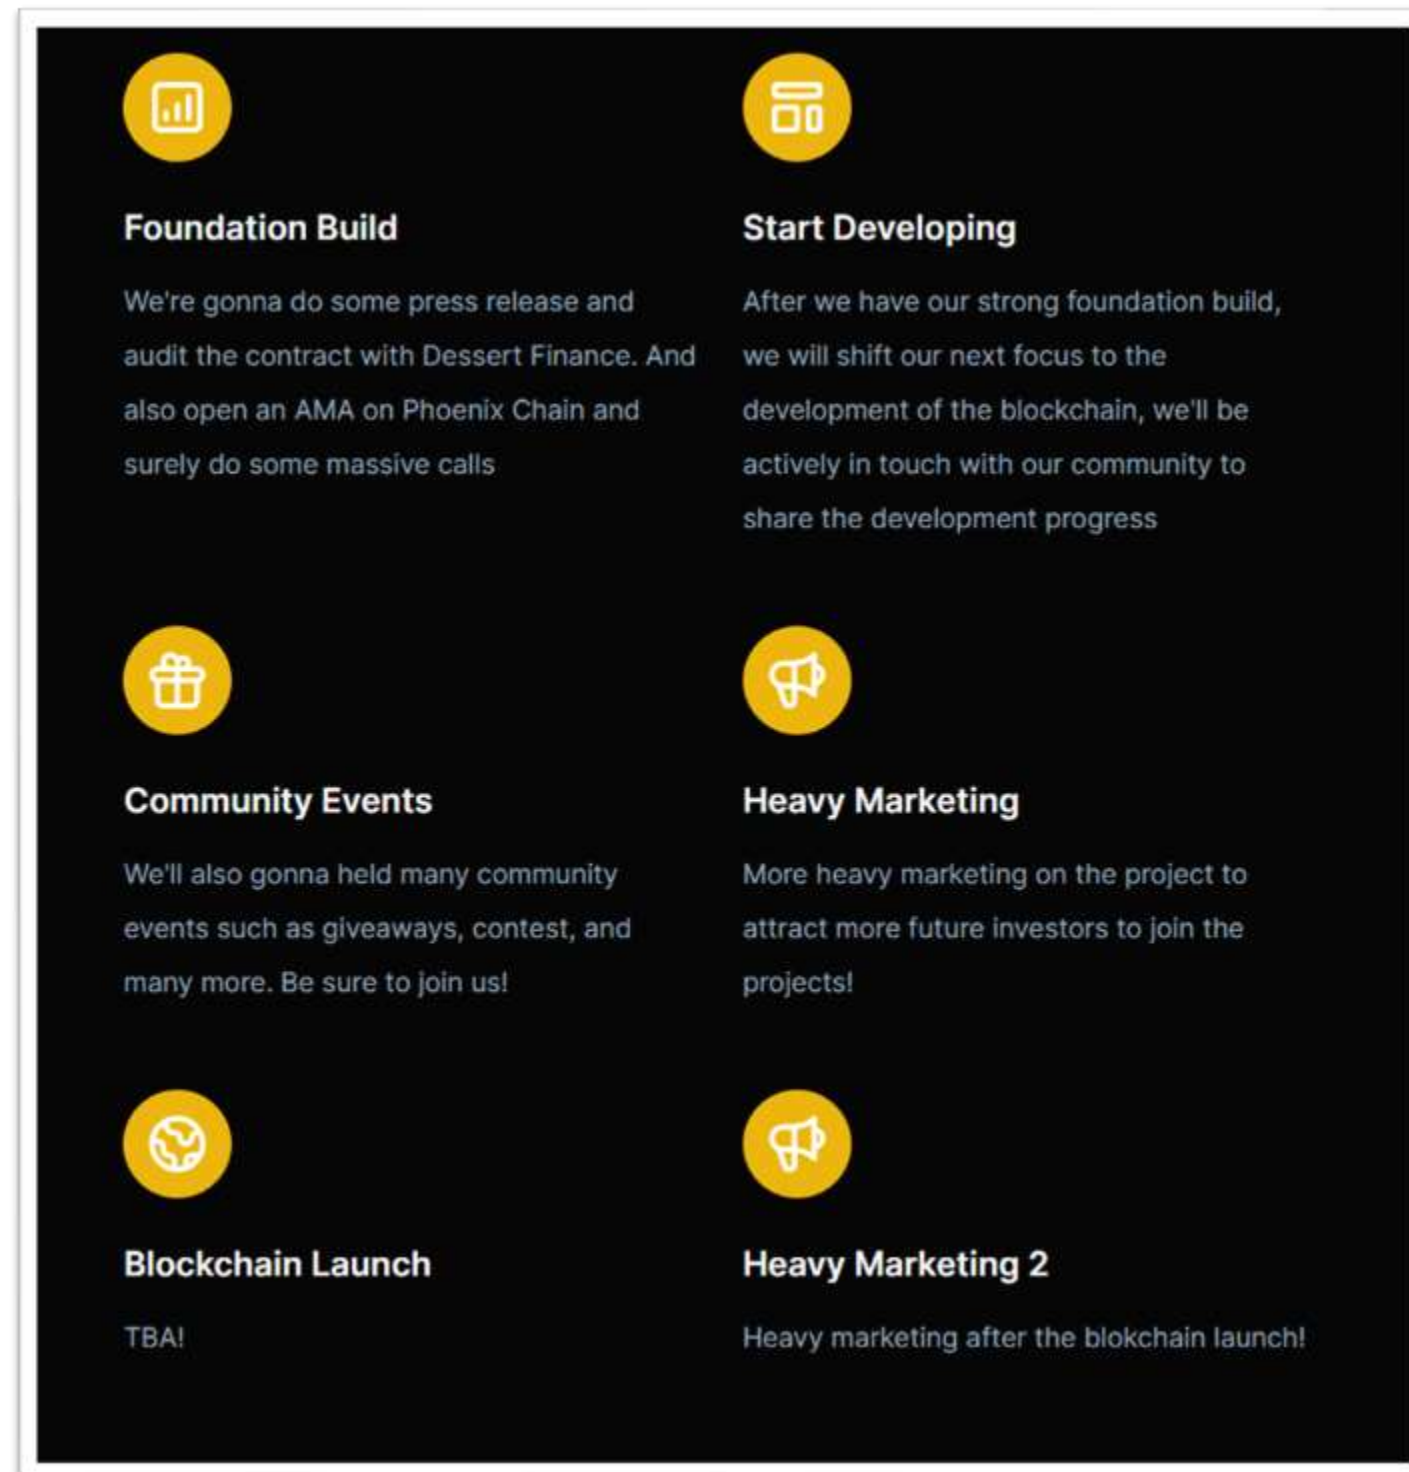 Foundation Build
We're gonna do some press release and
audit the contract with Dessert Finance. And
also open an AMA on Phoenix Chain and
surely do some massive calls
Start Developing
After we have our strong foundation build,
we will shift our next focus to the
development of the blockchain, we'll be
actively in touch with our community to
share the development progress
Community Events
We'll also gonna held many community
events such as giveaways, contest, and
many more. Be sure to join us!
Heavy Marketing
More heavy marketing on the project to
attract more future investors to join the
projects!
Blockchain Launch
TBA!
Heavy Marketing 2
Heavy marketing after the blokchain launch!